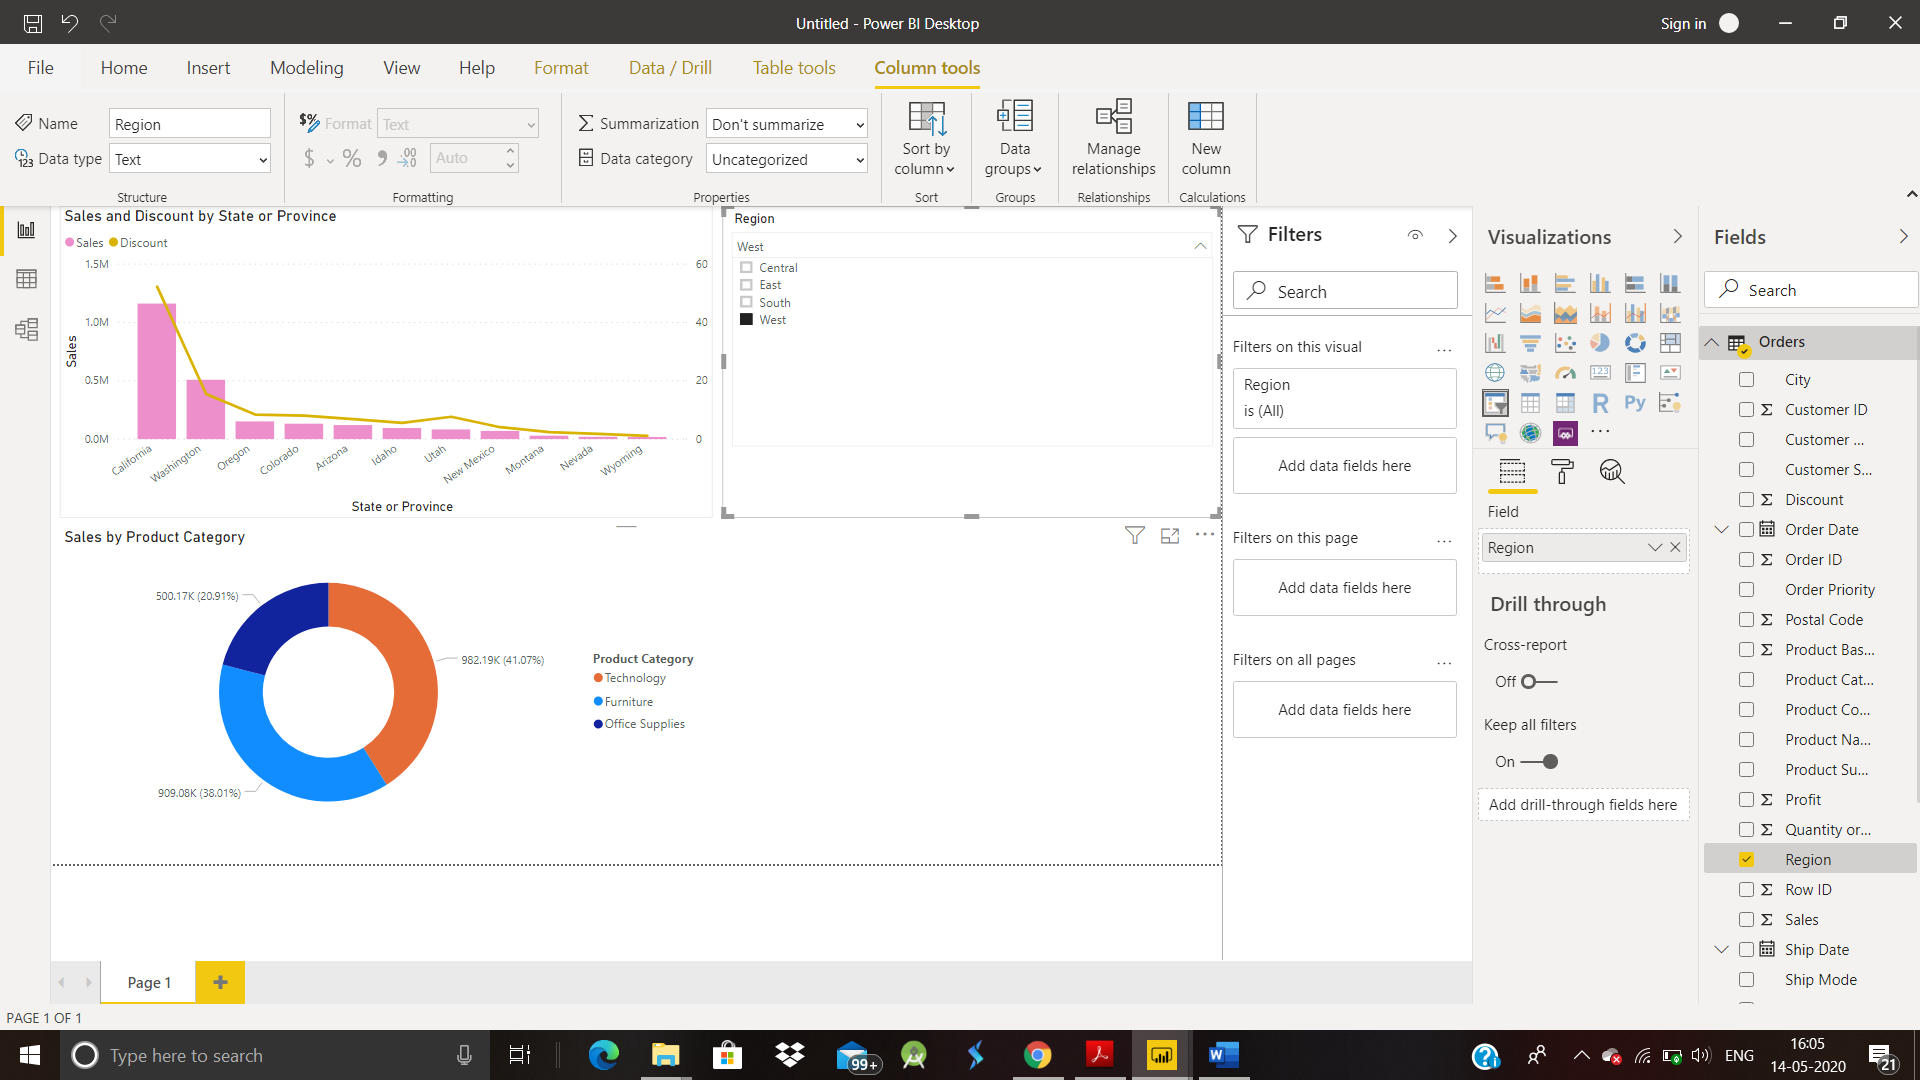 Untitled - Power BI Desktop
Sign in
File Home Insert Modeling View Help Format Data / Drill Table tools Column tools
Name Region
Data type Text
Structure
Format Text
$ % Auto
Formatting
Summarization Don't summarize
Data category Uncategorized
Properties
Sort by
column
Sort
Data
groups
Groups
Manage
relationships
Relationships
New
column
Calculations
Sales and Discount by State or Province
Sales Discount
1.5M
1.0M
0.5M
0.0M
Sales
60
40
20
0
California
Washington
Oregon
Colorado
Arizona
Idaho
Utah
New Mexico
Montana
Nevada
Wyoming
State or Province
Region
West
Central
East
South
West
Sales by Product Category
500.17K (20.91%)
982.19K (41.07%)
909.08K (38.01%)
Product Category
Technology
Furniture
Office Supplies
Filters
Search
Filters on this visual ...
Region
is (All)
Add data fields here
Filters on this page ...
Add data fields here
Filters on all pages ...
Add data fields here
Visualizations
123
R
Py
...
Field
Region
Drill through
Cross-report
Off
Keep all filters
On
Add drill-through fields here
Fields
Search
Orders
City
Customer ID
Customer ...
Customer S...
Discount
Order Date
Order ID
Order Priority
Postal Code
Product Bas...
Product Cat...
Product Co...
Product Na...
Product Su...
Profit
Quantity or...
Region
Row ID
Sales
Ship Date
Ship Mode
Page 1
PAGE 1 OF 1
Type here to search
99+
ENG
16:05
14-05-2020
21